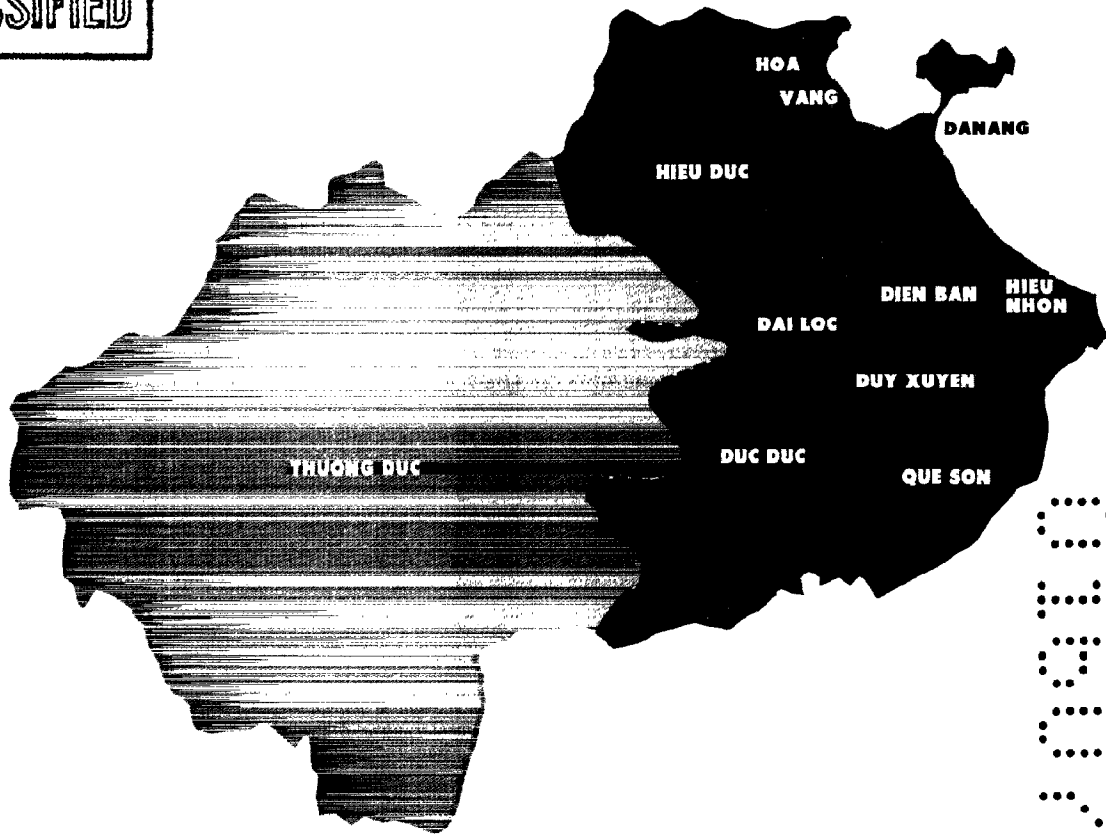 HOA
VANG
DANANG
HIEU DUC
DIEN BAN
HIEU
NHON
DAI LOC
DUY XUYEN
THUONG DUC
DUC DUC
QUE SON